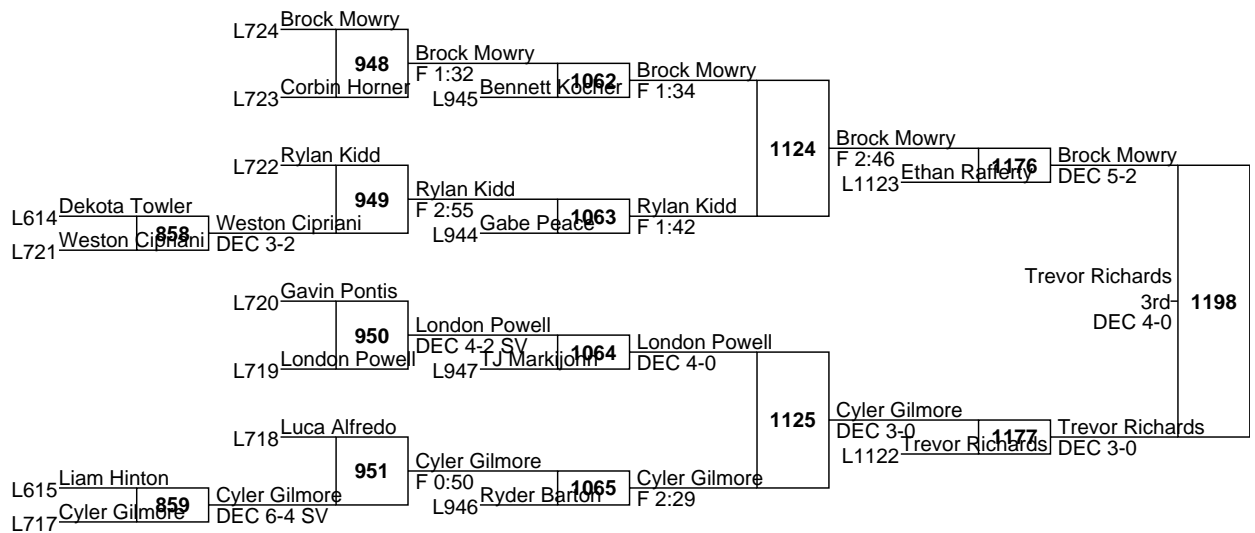 L724 Brock Mowry
948
L723 Corbin Horner
Brock Mowry
F 1:32
L945 Bennett Kocher
1062
Brock Mowry
F 1:34
L722 Rylan Kidd
949
L614 Dekota Towler
858
L721 Weston Cipriani
Weston Cipriani
DEC 3-2
Rylan Kidd
F 2:55
L944 Gabe Peace
1063
Rylan Kidd
F 1:42
1124
Brock Mowry
F 2:46
L1123 Ethan Rafferty
1176
Brock Mowry
DEC 5-2
L720 Gavin Pontis
950
L719 London Powell
London Powell
DEC 4-2 SV
L947 TJ Markijohn
1064
London Powell
DEC 4-0
L718 Luca Alfredo
951
L615 Liam Hinton
859
L717 Cyler Gilmore
Cyler Gilmore
DEC 6-4 SV
Cyler Gilmore
F 0:50
L946 Ryder Barton
1065
Cyler Gilmore
F 2:29
1125
Cyler Gilmore
DEC 3-0
L1122 Trevor Richards
1177
Trevor Richards
DEC 3-0
1198
Trevor Richards
3rd
DEC 4-0